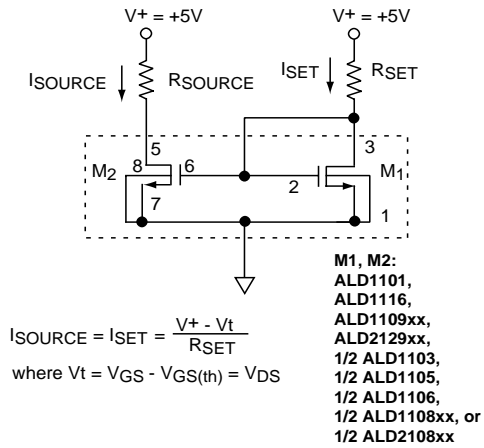 V+ = +5V
V+ = +5V
ISOURCE
RSOURCE
ISET
RSET
5
3
M2
8
6
M1
2
7
1
M1, M2:
ALD1101,
ALD1116,
ALD1109xx,
ALD2129xx,
1/2 ALD1103,
1/2 ALD1105,
1/2 ALD1106,
1/2 ALD1108xx, or
1/2 ALD2108xx
ISOURCE = ISET = V+ - Vt / RSET
where Vt = VGS - VGS(th) = VDS